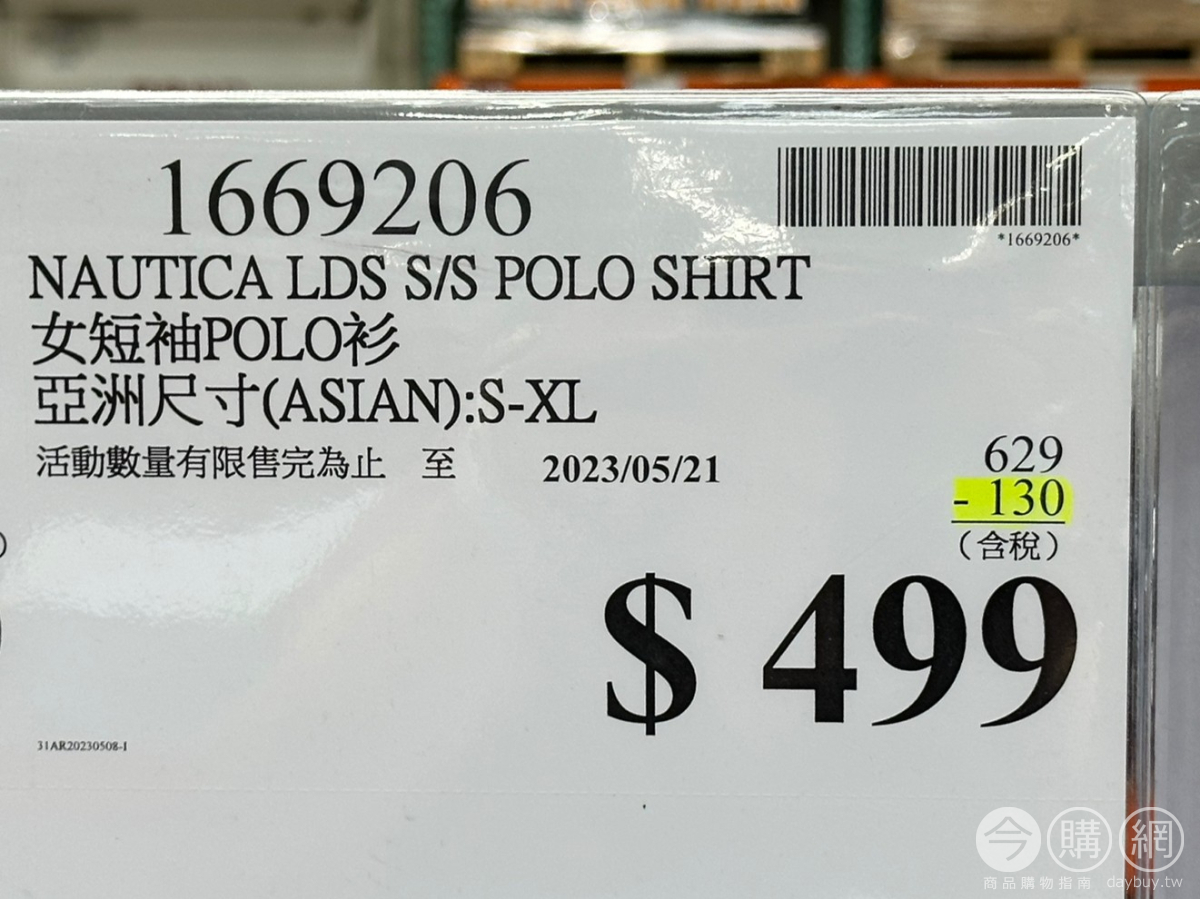 1669206
*1669206*
NAUTICA LDS S/S POLO SHIRT
女短袖POLO衫
亞洲尺寸(ASIAN):S-XL
活動數量有限售完為止 至 2023/05/21
629
- 130
(含稅)
$ 499
31AR20230508-1
今購網
商品購物指南 daybuy.tw